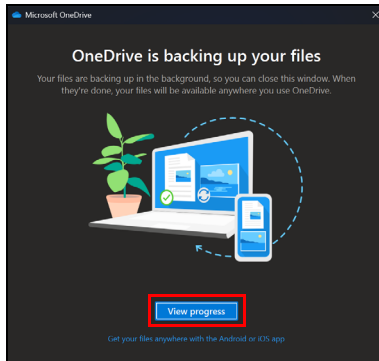 Microsoft OneDrive
OneDrive is backing up your files
Your files are backing up in the background, so you can close this window. When
they're done, your files will be available anywhere you use OneDrive.
View progress
Get your files anywhere with the Android or iOS app